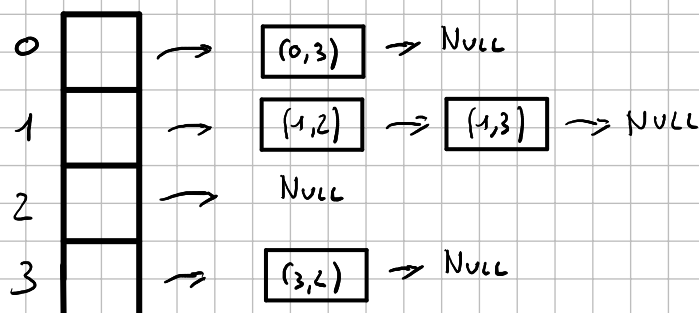 0 (0,3) NULL
1 (1,2) (1,3) NULL
2 NULL
3 (3,2) NULL